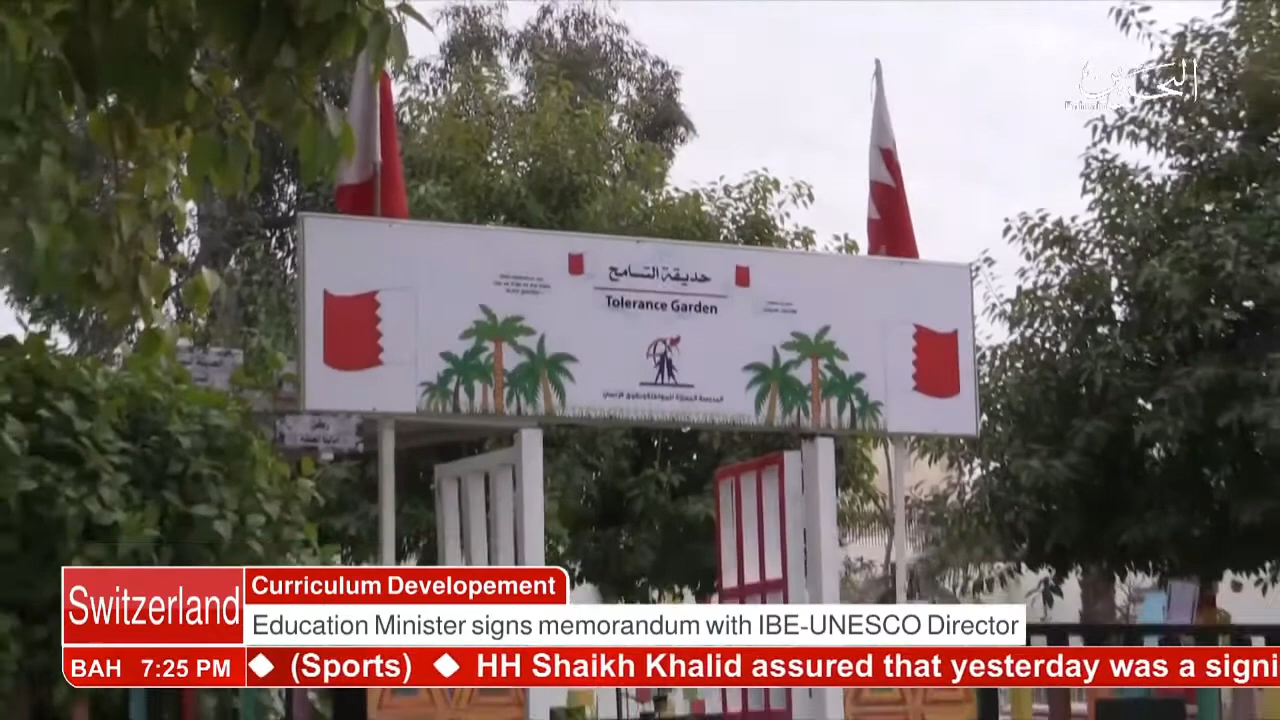 البحرين
حديقة التسامح
Tolerance Garden
Switzerland
Curriculum Developement
Education Minister signs memorandum with IBE-UNESCO Director
BAH 7:25 PM
(Sports) HH Shaikh Khalid assured that yesterday was a signi